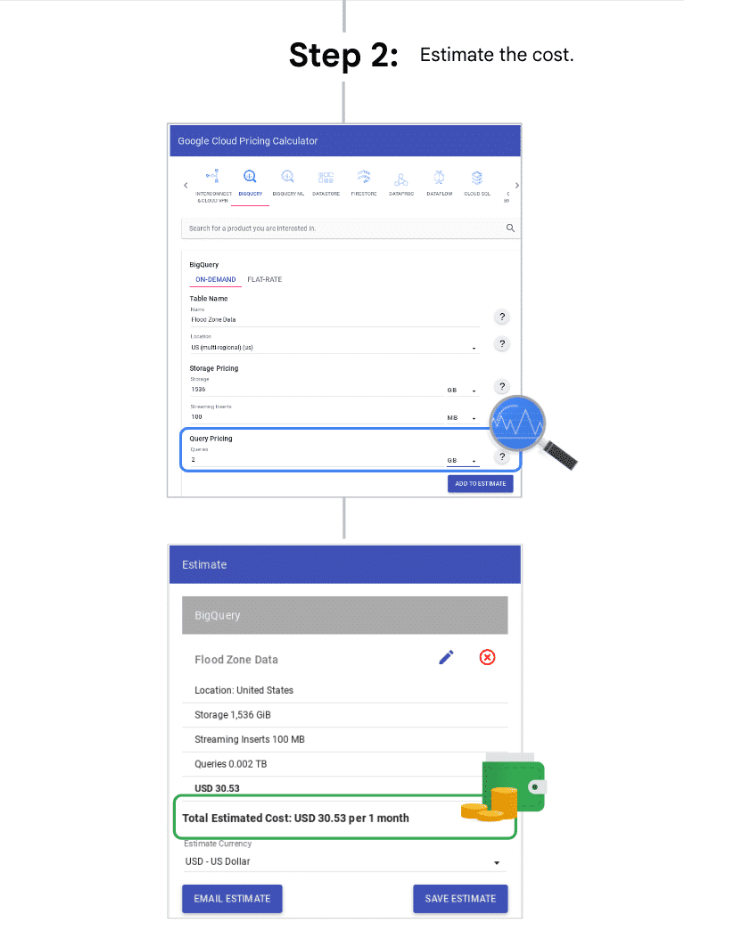 Step 2: Estimate the cost.
Google Cloud Pricing Calculator
INTERCONNECT & CLOUD VPN
BIGQUERY
BIGQUERY ML
DATASTORE
FIRESTORE
DATAPROC
DATAFLOW
CLOUD SQL
Search for a product you are interested in.
BigQuery
ON-DEMAND FLAT-RATE
Table Name
Name
Flood Zone Data
?
Location
US (multi-regional) (us)
?
Storage Pricing
Storage
1536 GB
?
Streaming Inserts
100 MB
Query Pricing
Queries
2 GB
?
ADD TO ESTIMATE
Estimate
BigQuery
Flood Zone Data
Location: United States
Storage 1,536 GiB
Streaming Inserts 100 MB
Queries 0.002 TB
USD 30.53
Total Estimated Cost: USD 30.53 per 1 month
Estimate Currency
USD - US Dollar
EMAIL ESTIMATE SAVE ESTIMATE